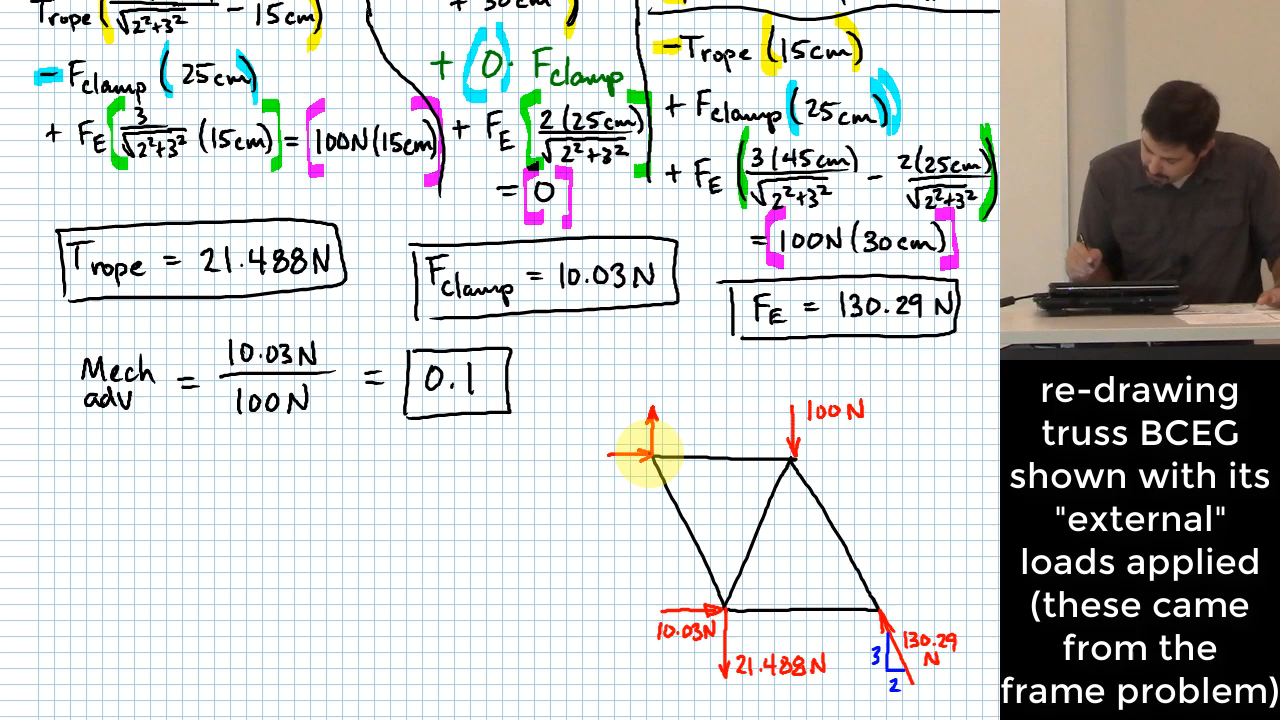 Trope ( /√2²+3² - 15cm)
- Fclamp (25cm)
+ FE [3/√2²+3² (15cm)] = [100N(15cm)]
+ 30cm)
+ (0) · Fclamp
+ FE [2(25cm)/√2²+3²]
= [0]
-Trope (15cm)
+ Fclamp (25cm)
+ FE (3(45cm)/√2²+3² - 2(25cm)/√2²+3²)
= [100N(30cm)]
Trope = 21.488N
Fclamp = 10.03N
FE = 130.29N
Mech adv = 10.03N/100N = 0.1
100N
10.03N
21.488N
130.29
N
3
2
re-drawing
truss BCEG
shown with its
"external"
loads applied
(these came
from the
frame problem)